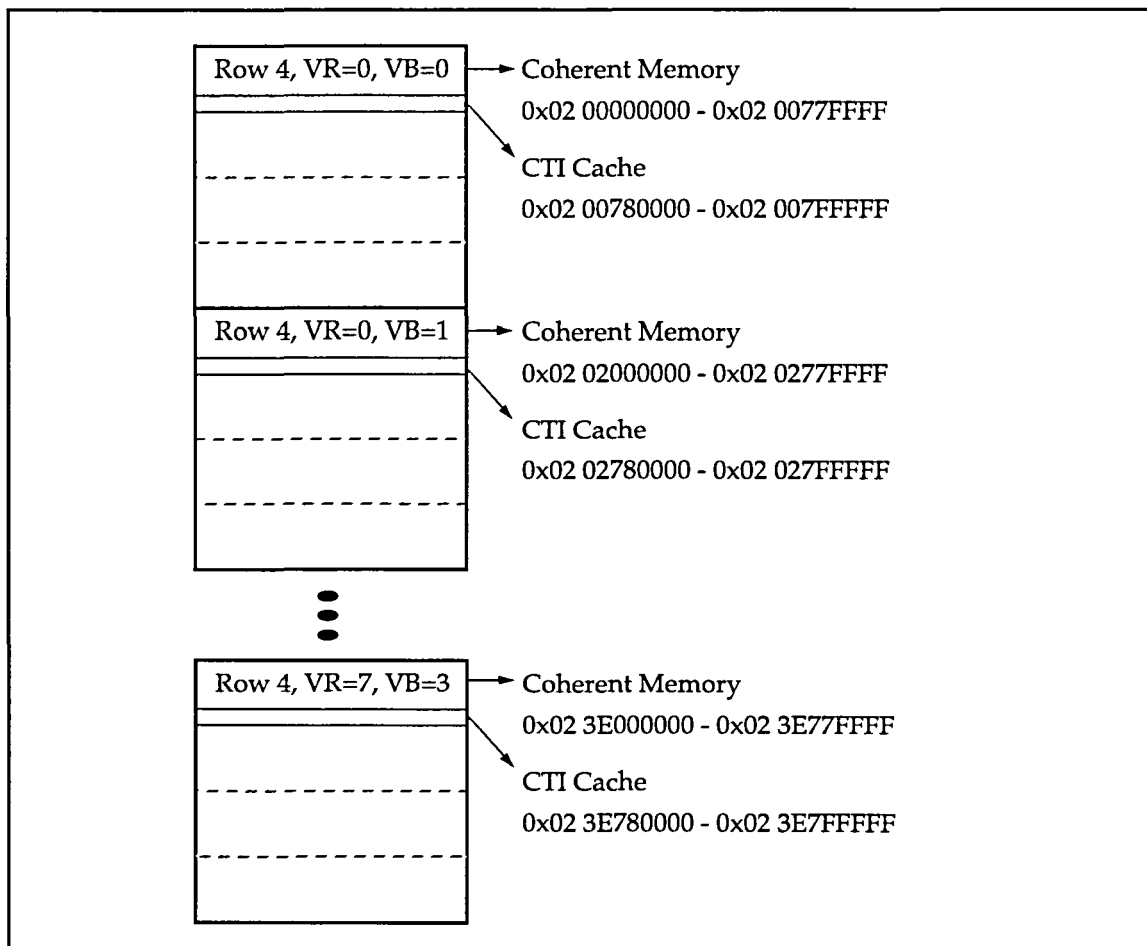 Row 4, VR=0, VB=0
Coherent Memory
0x02 00000000 - 0x02 0077FFFF
CTI Cache
0x02 00780000 - 0x02 007FFFFF
Row 4, VR=0, VB=1
Coherent Memory
0x02 02000000 - 0x02 0277FFFF
CTI Cache
0x02 02780000 - 0x02 027FFFFF
Row 4, VR=7, VB=3
Coherent Memory
0x02 3E000000 - 0x02 3E77FFFF
CTI Cache
0x02 3E780000 - 0x02 3E7FFFFF